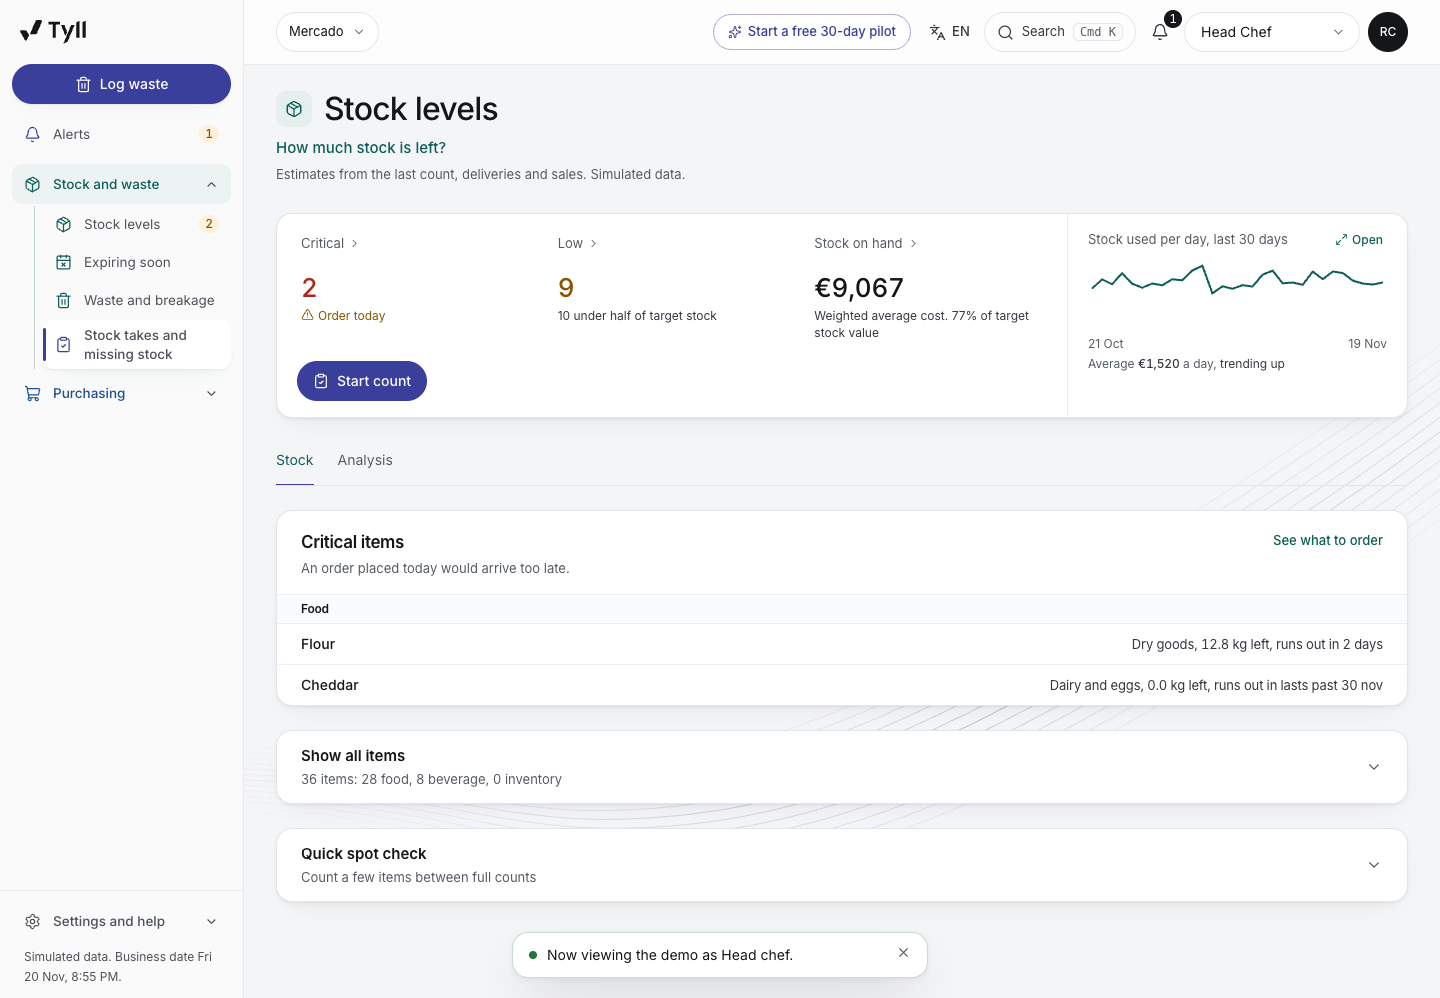 Tyll
Log waste
Alerts 1
Stock and waste
Stock levels 2
Expiring soon
Waste and breakage
Stock takes and
missing stock
Purchasing
Settings and help
Simulated data. Business date Fri
20 Nov, 8:55 PM.
Mercado
Start a free 30-day pilot
EN
Search Cmd K
1
Head Chef
RC
Stock levels
How much stock is left?
Estimates from the last count, deliveries and sales. Simulated data.
Critical
2
Order today
Low
9
10 under half of target stock
Stock on hand
€9,067
Weighted average cost. 77% of target
stock value
Start count
Stock used per day, last 30 days
Open
21 Oct 19 Nov
Average €1,520 a day, trending up
Stock Analysis
Critical items
See what to order
An order placed today would arrive too late.
Food
Flour Dry goods, 12.8 kg left, runs out in 2 days
Cheddar Dairy and eggs, 0.0 kg left, runs out in lasts past 30 nov
Show all items
36 items: 28 food, 8 beverage, 0 inventory
Quick spot check
Count a few items between full counts
Now viewing the demo as Head chef.